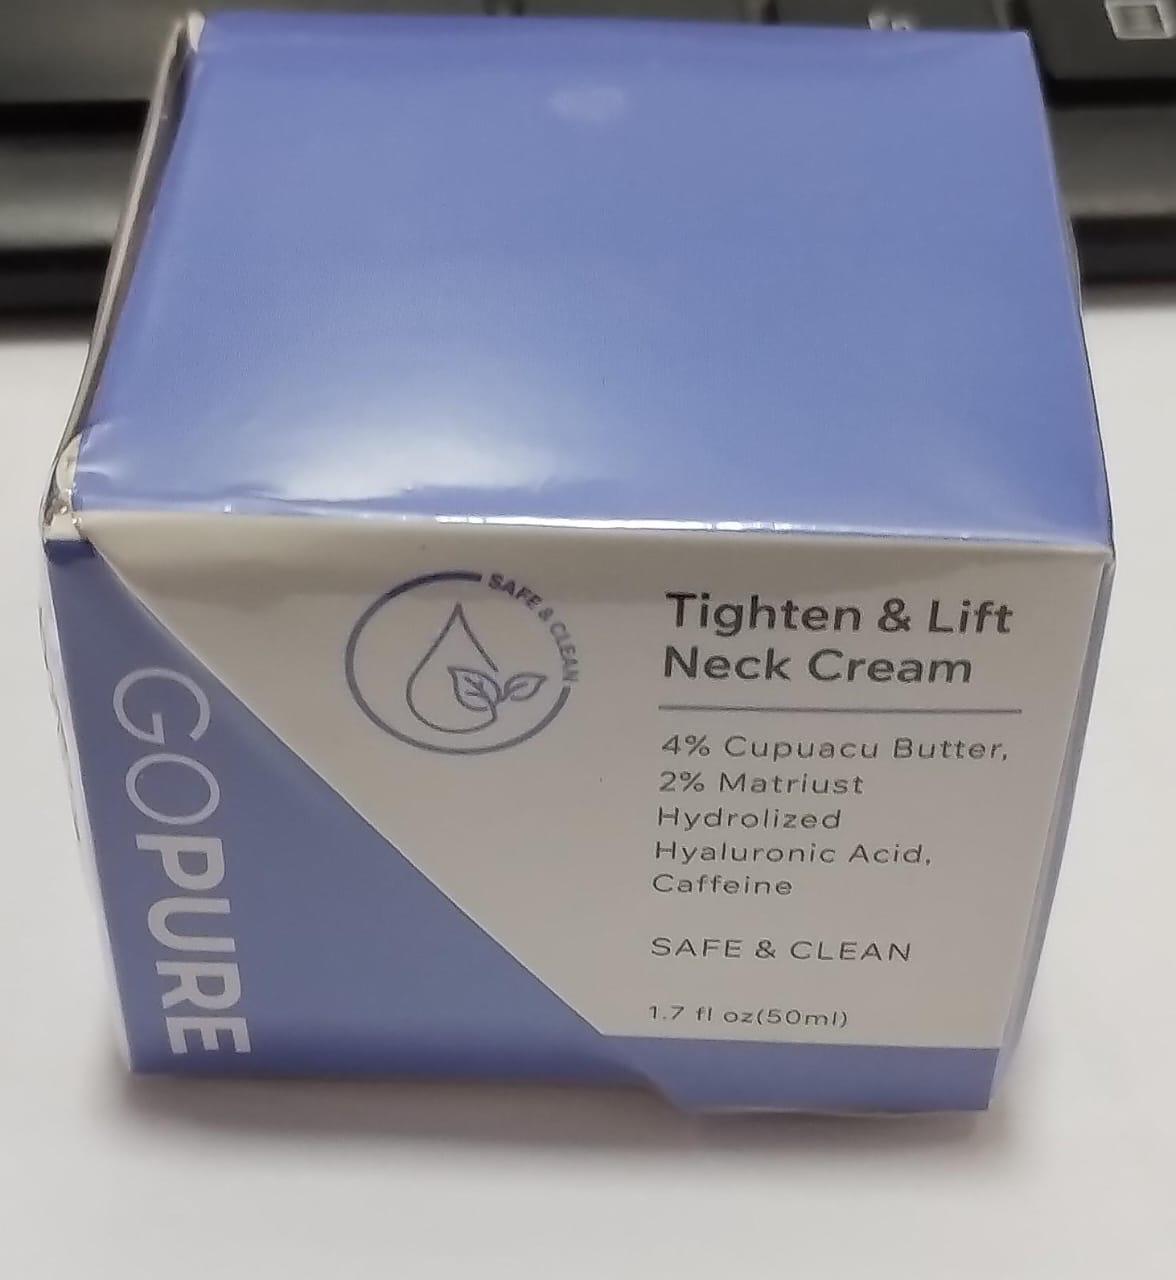 SAFE & CLEAN
Tighten & Lift
Neck Cream
4% Cupuacu Butter,
2% Matriust
Hydrolized
Hyaluronic Acid,
Caffeine
SAFE & CLEAN
1.7 fl oz(50ml)
GOPURE